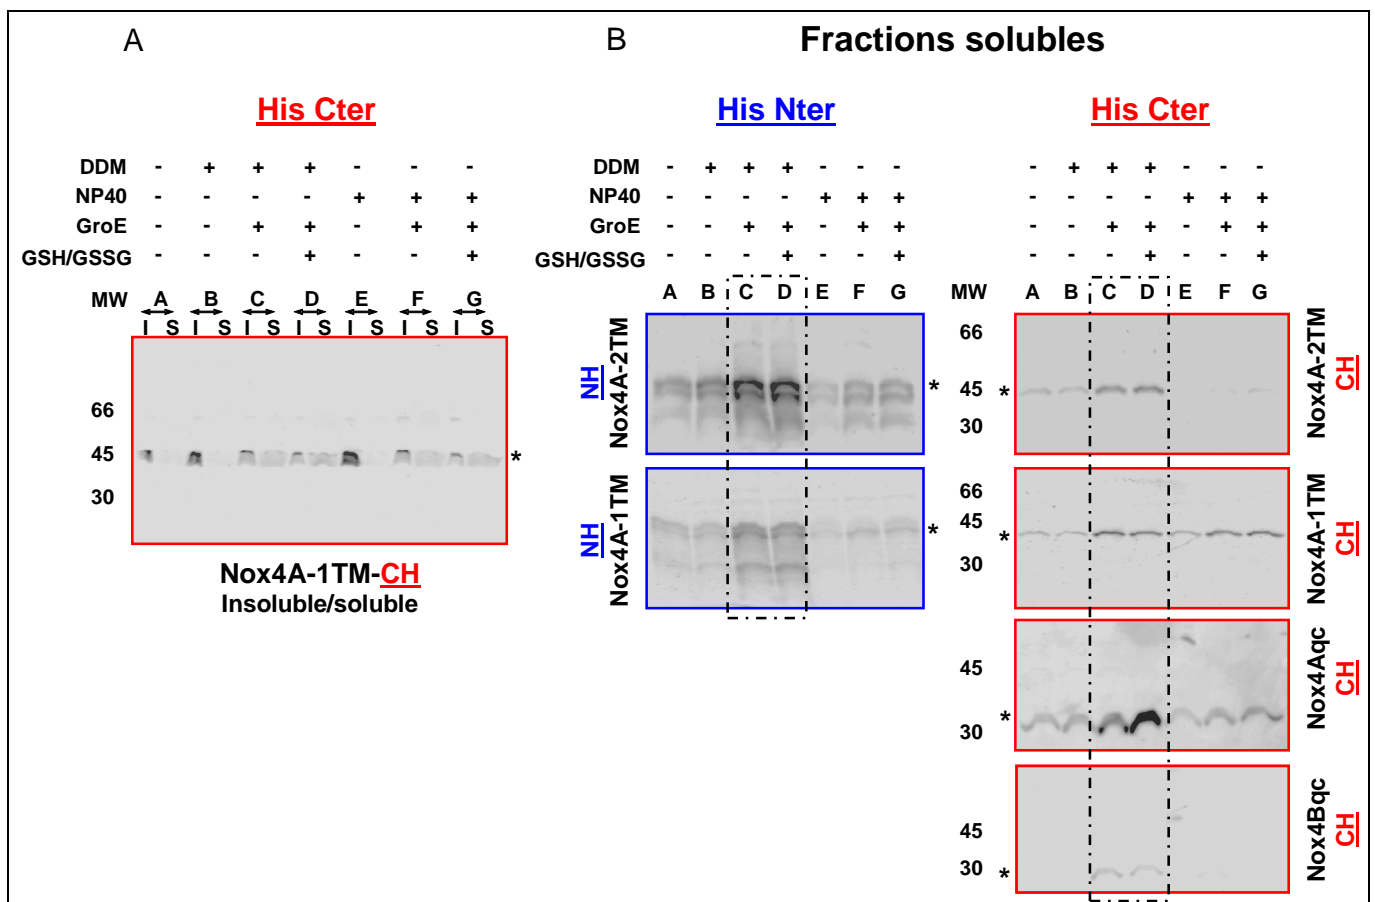 A
B
Fractions solubles
His Cter
His Nter
His Cter
DDM - + + + - - -
NP40 - - - - + + +
GroE - - + + - + +
GSH/GSSG - - - + - - +
MW A B C D E F G
I S I S I S I S I S I S I S
66
45 *
30
Nox4A-1TM-CH
Insoluble/soluble
DDM - + + + - - -
NP40 - - - - + + +
GroE - - + + - + +
GSH/GSSG - - - + - - +
A B C D E F G
NH
Nox4A-2TM
*
NH
Nox4A-1TM
*
- + + + - - -
- - - - + + +
- - + + - + +
- - - + - - +
MW A B C D E F G
66
* 45
30
Nox4A-2TM
CH
66
45
*
30
Nox4A-1TM
CH
45
*
30
Nox4Aqc
CH
45
30
*
Nox4Bqc
CH